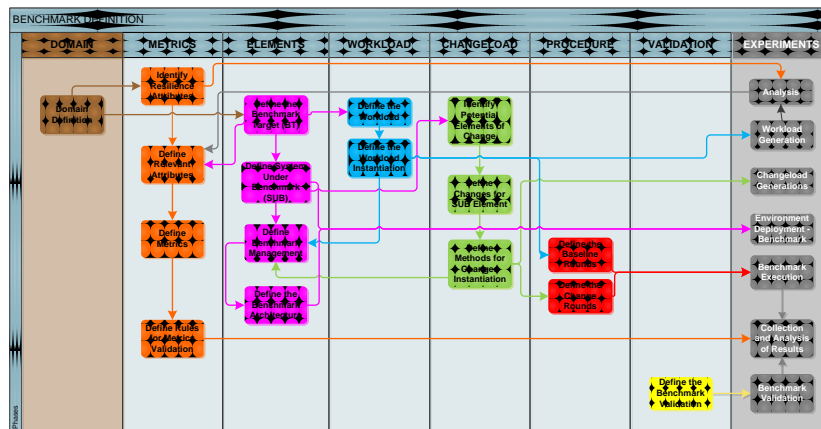 BENCHMARK DEFINITION
DOMAIN
METRICS
ELEMENTS
WORKLOAD
CHANGELOAD
PROCEDURE
VALIDATION
EXPERIMENTS
Phases
Domain
Definition
Identify
Resilience
Attributes
Define
Relevant
Attributes
Define
Metrics
Define Rules
for Metrics
Validation
Define the
Benchmark
Target (BT)
Define System
Under
Benchmark
(SUB)
Define
Benchmark
Management
Define the
Benchmark
Architecture
Define the
Workload
Define the
Workload
Instantiation
Identify
Potential
Elements of
Change
Define
Changes for
SUB Element
Define
Methods for
Change
Instantiation
Define the
Baseline
Rounds
Define the
Change
Rounds
Define the
Benchmark
Validation
Analysis
Workload
Generation
Changeload
Generations
Environment
Deployment -
Benchmark
Benchmark
Execution
Collection
and Analysis
of Results
Benchmark
Validation